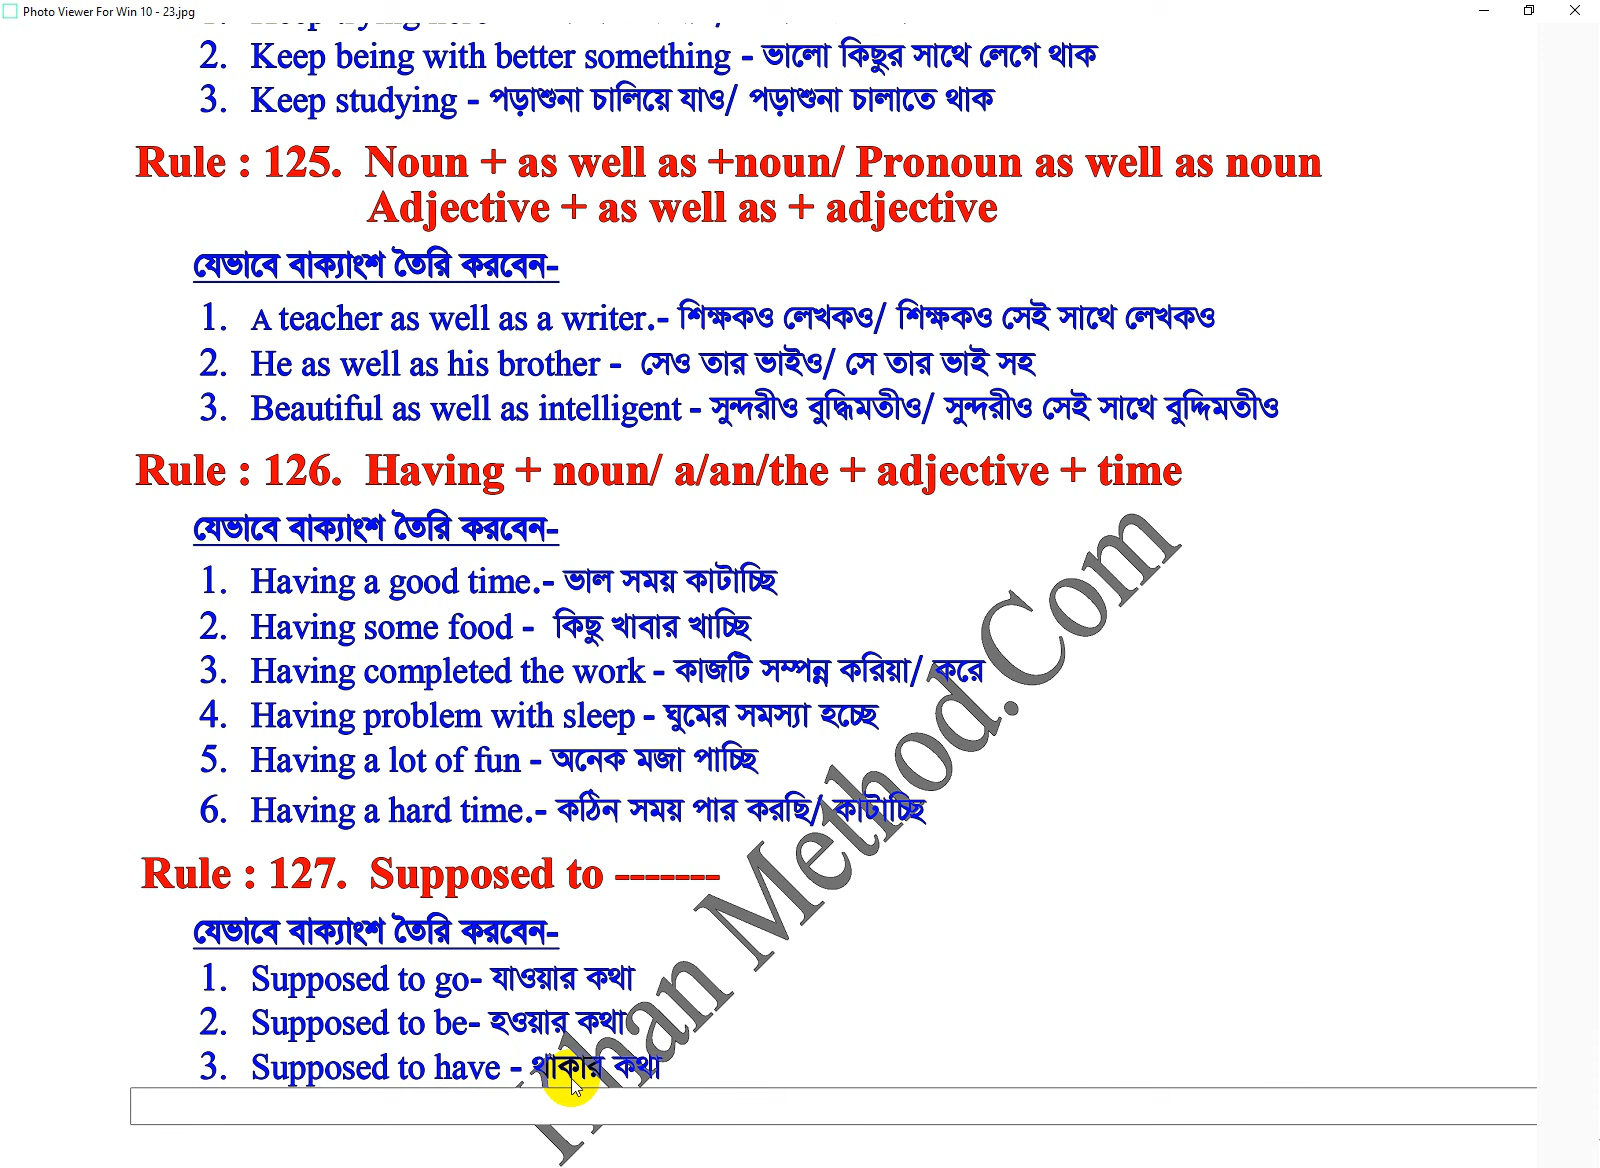 Photo Viewer For Win 10 - 23.jpg
2. Keep being with better something - ভালো কিছুর সাথে লেগে থাক
3. Keep studying - পড়াশুনা চালিয়ে যাও/ পড়াশুনা চালাতে থাক
Rule : 125. Noun + as well as +noun/ Pronoun as well as noun
Adjective + as well as + adjective
যেভাবে বাক্যাংশ তৈরি করবেন-
1. A teacher as well as a writer.- শিক্ষকও লেখকও/ শিক্ষকও সেই সাথে লেখকও
2. He as well as his brother - সেও তার ভাইও/ সে তার ভাই সহ
3. Beautiful as well as intelligent - সুন্দরীও বুদ্ধিমতীও/ সুন্দরীও সেই সাথে বুদ্দিমতীও
Rule : 126. Having + noun/ a/an/the + adjective + time
যেভাবে বাক্যাংশ তৈরি করবেন-
1. Having a good time.- ভাল সময় কাটাচ্ছি
2. Having some food - কিছু খাবার খাচ্ছি
3. Having completed the work - কাজটি সম্পন্ন করিয়া/ করে
4. Having problem with sleep - ঘুমের সমস্যা হচ্ছে
5. Having a lot of fun - অনেক মজা পাচ্ছি
6. Having a hard time.- কঠিন সময় পার করছি/ কাটাচ্ছি
Rule : 127. Supposed to -------
যেভাবে বাক্যাংশ তৈরি করবেন-
1. Supposed to go- যাওয়ার কথা
2. Supposed to be- হওয়ার কথা
3. Supposed to have - থাকার কথা
Khan Method.Com